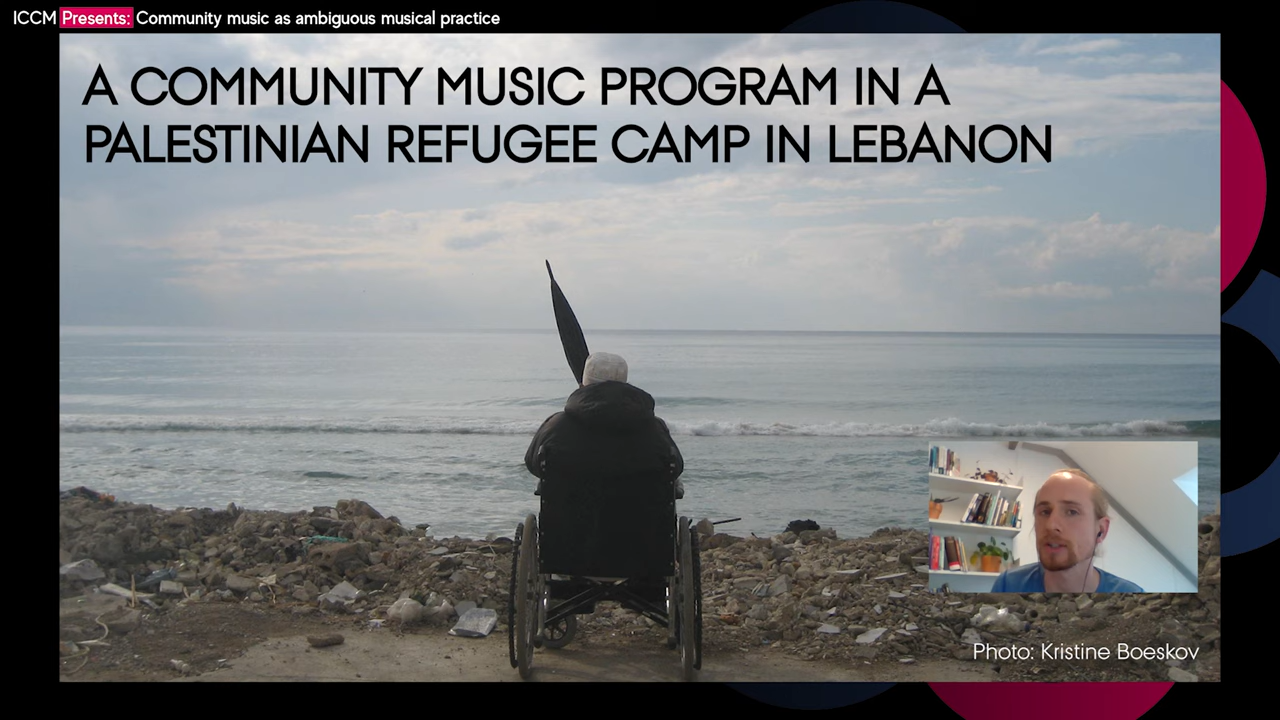 ICCM Presents: Community music as ambiguous musical practice
A COMMUNITY MUSIC PROGRAM IN A
PALESTINIAN REFUGEE CAMP IN LEBANON
Photo: Kristine Boeskov